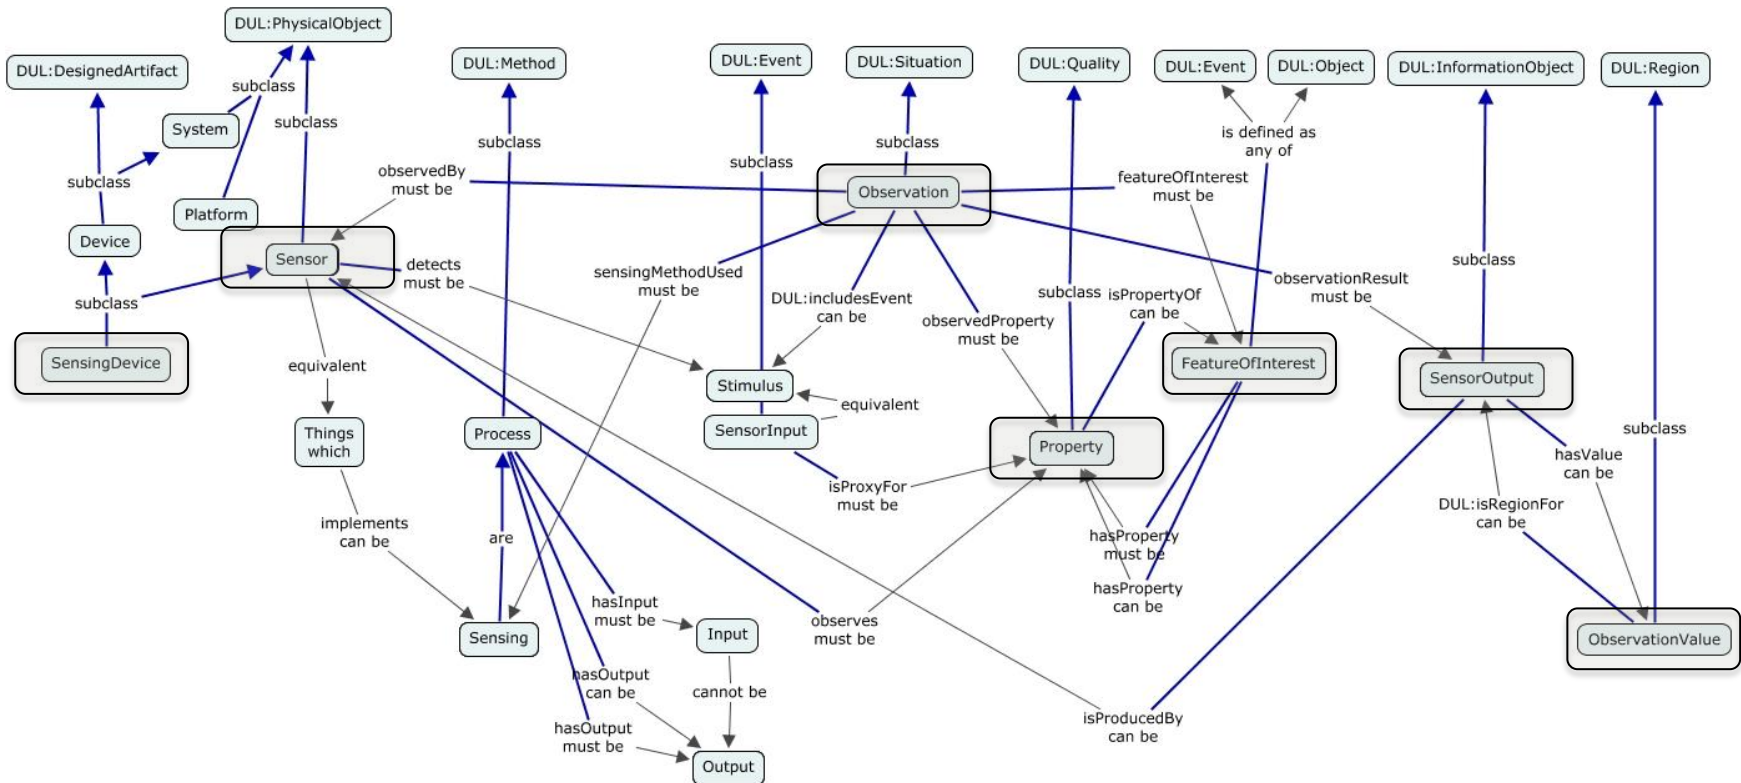 DUL:PhysicalObject
DUL:DesignedArtifact
DUL:Method
DUL:Event
DUL:Situation
DUL:Quality
DUL:Event
DUL:Object
DUL:InformationObject
DUL:Region
subclass
System
subclass
subclass
subclass
subclass
is defined as
any of
subclass
observedBy
must be
Observation
featureOfInterest
must be
subclass
Platform
Device
Sensor
detects
must be
sensingMethodUsed
must be
DUL:includesEvent
can be
subclass
isPropertyOf
can be
observationResult
must be
subclass
subclass
observedProperty
must be
SensingDevice
equivalent
Stimulus
equivalent
FeatureOfInterest
SensorOutput
Things
which
Process
SensorInput
Property
subclass
hasValue
can be
isProxyFor
must be
DUL:isRegionFor
can be
implements
can be
are
hasProperty
must be
hasProperty
can be
hasInput
must be
observes
must be
Sensing
Input
ObservationValue
hasOutput
can be
cannot be
hasOutput
must be
isProducedBy
can be
Output